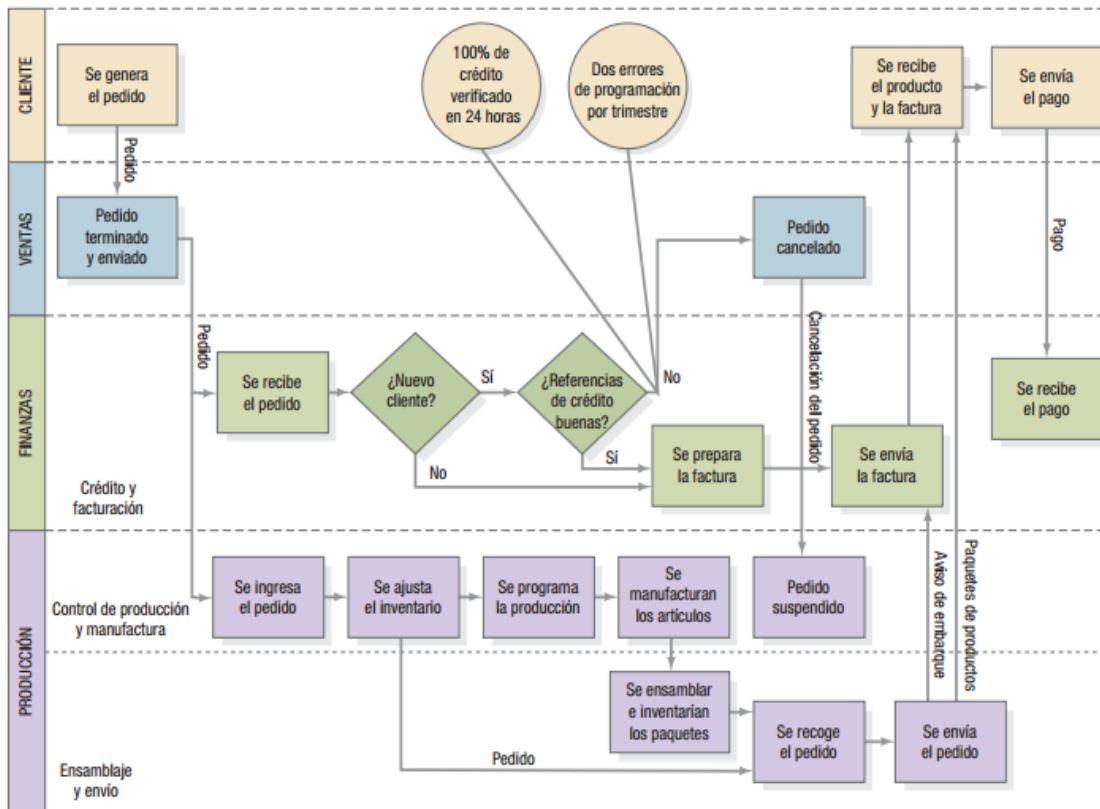 CLIENTE
Se genera
el pedido
100% de
crédito
verificado
en 24 horas
Dos errores
de programación
por trimestre
Se recibe
el producto
y la factura
Se envía
el pago
Pedido
VENTAS
Pedido
terminado
y enviado
Pedido
cancelado
Pago
FINANZAS
Pedido
Se recibe
el pedido
¿Nuevo
cliente?
Sí
¿Referencias
de crédito
buenas?
No
Cancelación del pedido
Se recibe
el pago
No
Sí
Se prepara
la factura
Se envía
la factura
Crédito y
facturación
PRODUCCIÓN
Control de producción
y manufactura
Se ingresa
el pedido
Se ajusta
el inventario
Se programa
la producción
Se
manufacturan
los artículos
Pedido
suspendido
Aviso de embarque
Paquetes de productos
Se ensamblar
e inventarían
los paquetes
Pedido
Se recoge
el pedido
Se envía
el pedido
Ensamblaje
y envío